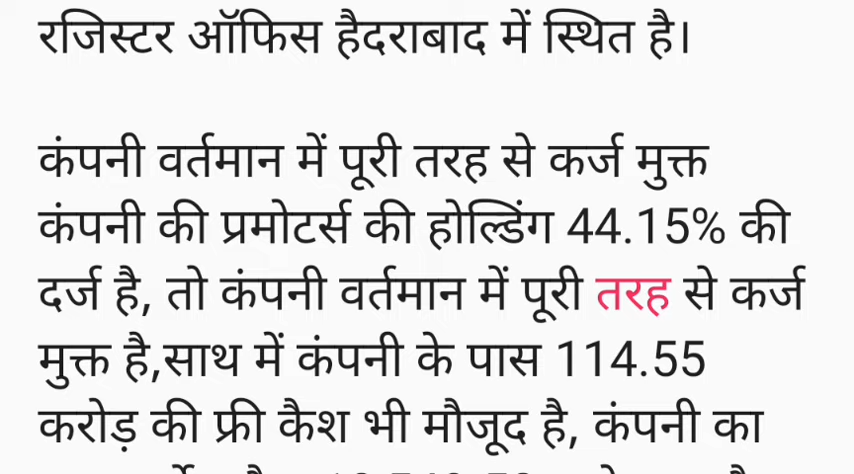 रजिस्टर ऑफिस हैदराबाद में स्थित है।
कंपनी वर्तमान में पूरी तरह से कर्ज मुक्त
कंपनी की प्रमोटर्स की होल्डिंग 44.15% की
दर्ज है, तो कंपनी वर्तमान में पूरी तरह से कर्ज
मुक्त है,साथ में कंपनी के पास 114.55
करोड़ की फ्री कैश भी मौजूद है, कंपनी का